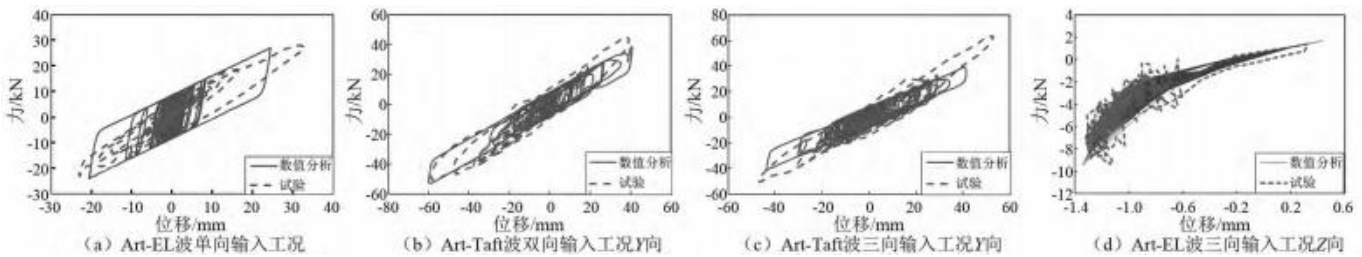 40
30
20
10
0
-10
-20
-30
力/kN
-30 -20 -10 0 10 20 30 40
位移/mm
数值分析
试验
(a) Art-EL波单向输入工况
60
40
20
0
-20
-40
-60
力/kN
-80 -60 -40 -20 0 20 40 60
位移/mm
数值分析
试验
(b) Art-Taft波双向输入工况Y向
80
60
40
20
0
-20
-40
-60
力/kN
-60 -40 -20 0 20 40 60
位移/mm
数值分析
试验
(c) Art-Taft波三向输入工况Y向
4
2
0
-2
-4
-6
-8
-10
-12
力/kN
-1.4 -1.0 -0.6 -0.2 0.2 0.6
位移/mm
数值分析
试验
(d) Art-EL波三向输入工况Z向